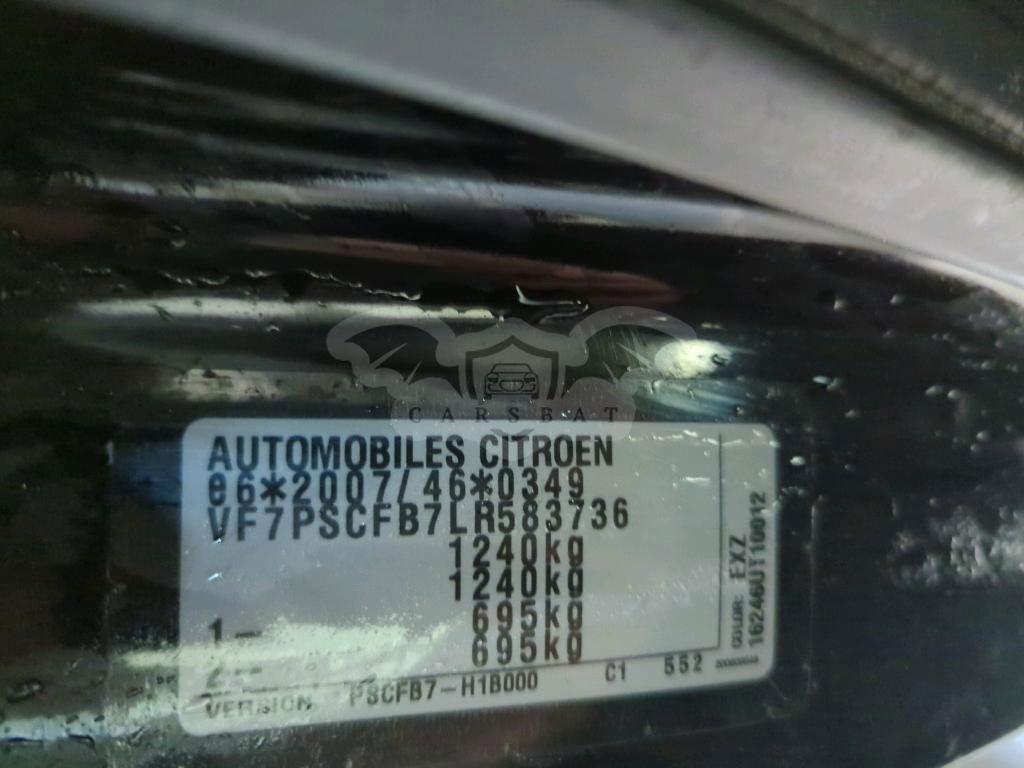 CARSBAT
AUTOMOBILES CITROEN
e6*2007/46*0349
VF7PSCFB7LR583736
1240kg
1240kg
1- 695kg
2- 695kg
VERSION PSCFB7-H1B000 C1 552
COLOR: EXZ
16246UT10012